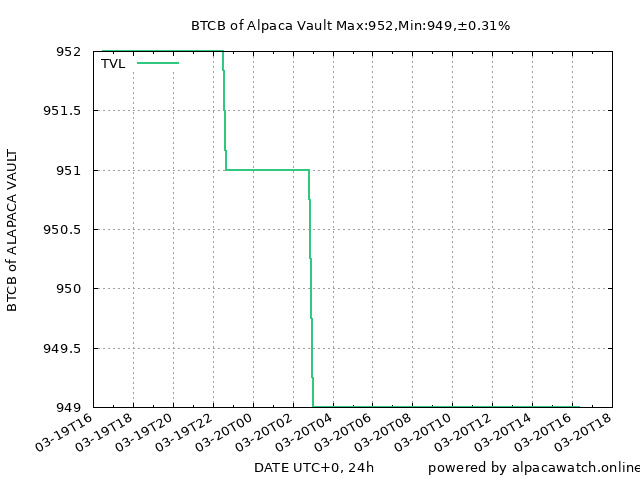 BTCB of Alpaca Vault Max:952,Min:949,±0.31%
TVL
BTCB of ALAPACA VAULT
952
951.5
951
950.5
950
949.5
949
03-19T16
03-19T18
03-19T20
03-19T22
03-20T00
03-20T02
03-20T04
03-20T06
03-20T08
03-20T10
03-20T12
03-20T14
03-20T16
03-20T18
DATE UTC+0, 24h
powered by alpacawatch.online